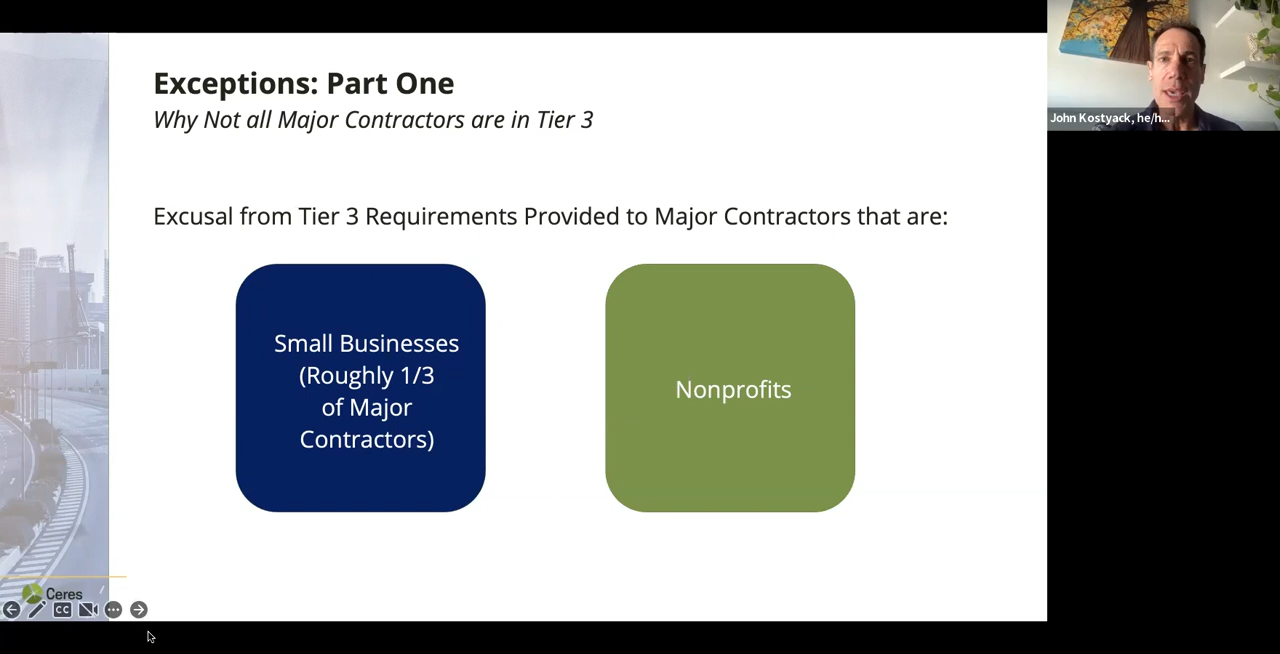 Exceptions: Part One
Why Not all Major Contractors are in Tier 3
Excusal from Tier 3 Requirements Provided to Major Contractors that are:
Small Businesses
(Roughly 1/3
of Major
Contractors)
Nonprofits
John Kostyack, he/h...
Ceres
CC